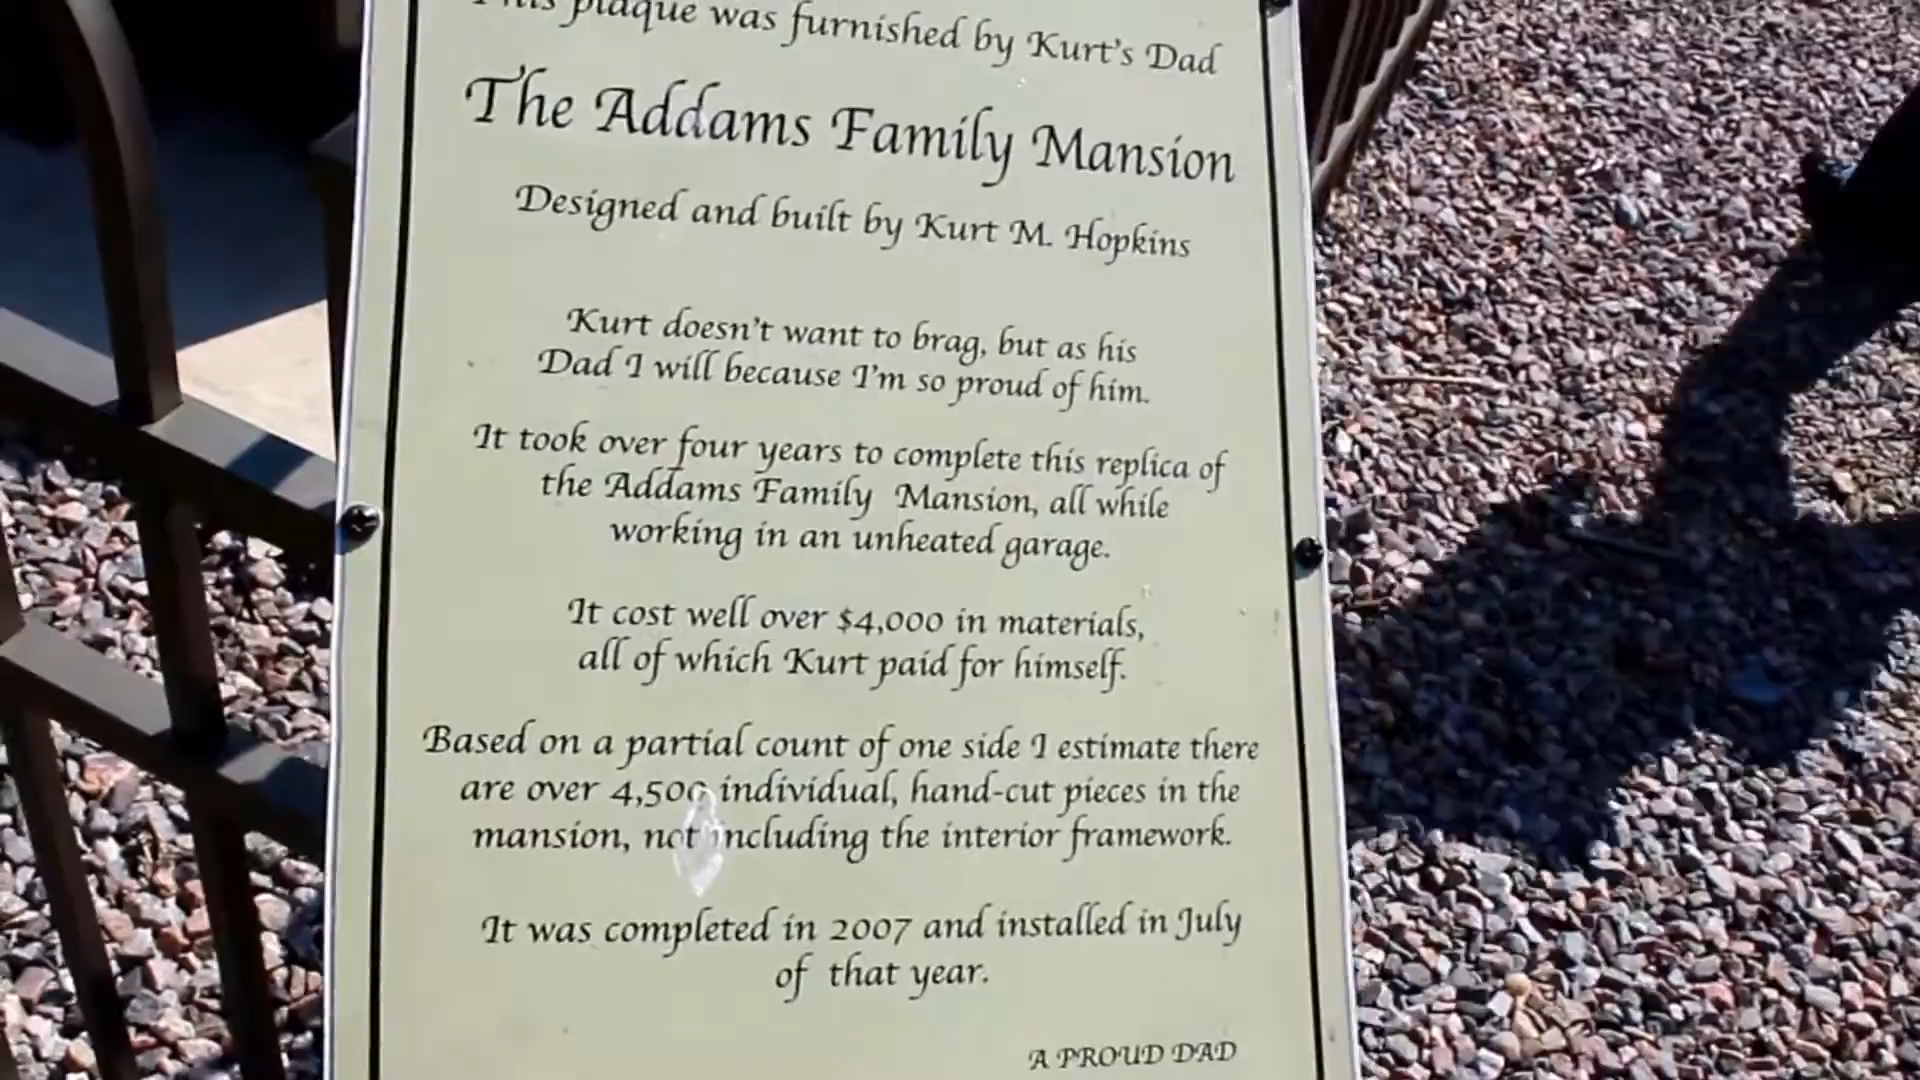 This plaque was furnished by Kurt's Dad
The Addams Family Mansion
Designed and built by Kurt M. Hopkins
Kurt doesn't want to brag, but as his
Dad I will because I'm so proud of him.
It took over four years to complete this replica of
the Addams Family Mansion, all while
working in an unheated garage.
It cost well over $4,000 in materials,
all of which Kurt paid for himself.
Based on a partial count of one side I estimate there
are over 4,500 individual, hand-cut pieces in the
mansion, not including the interior framework.
It was completed in 2007 and installed in July
of that year.
A PROUD DAD